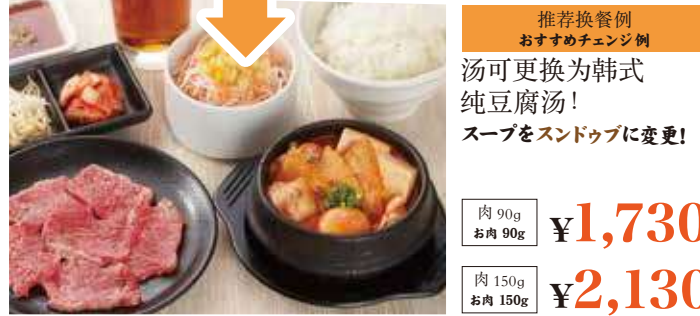 推荐换餐例
おすすめチェンジ例
汤可更换为韩式
纯豆腐汤！
スープをスンドゥブに変更!
肉 90g
お肉 90g
¥1,730
肉 150g
お肉 150g
¥2,130